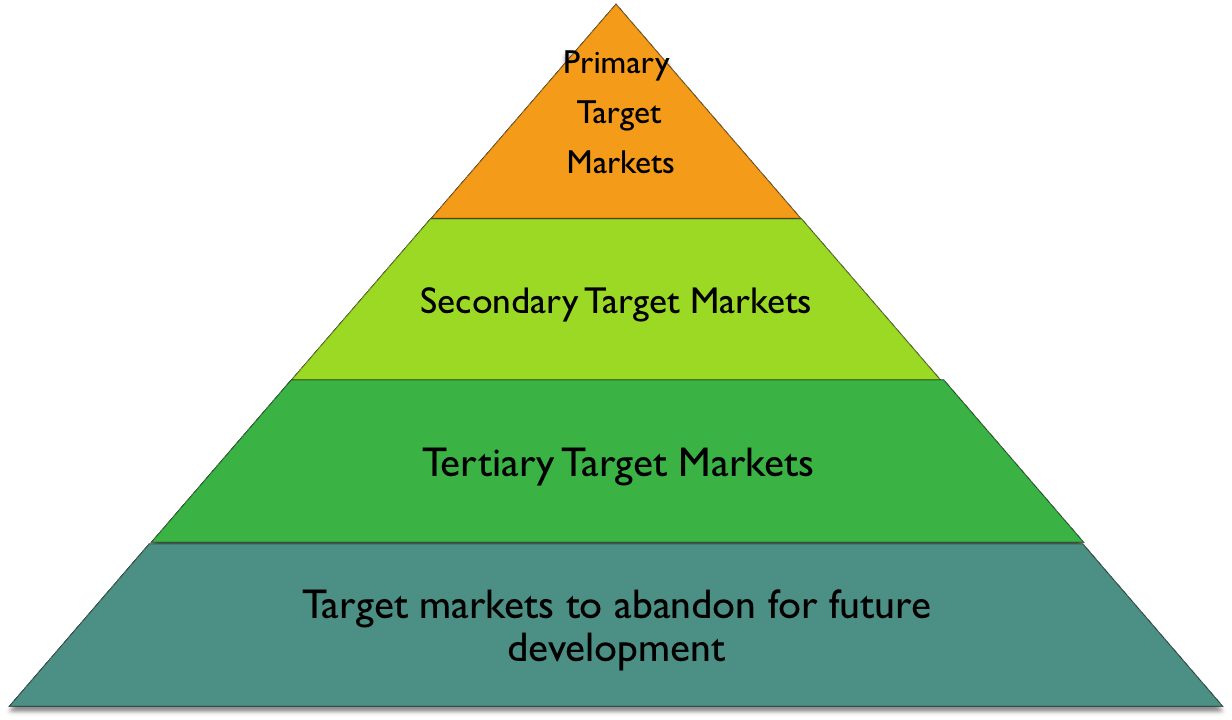 Primary
Target
Markets
Secondary Target Markets
Tertiary Target Markets
Target markets to abandon for future
development